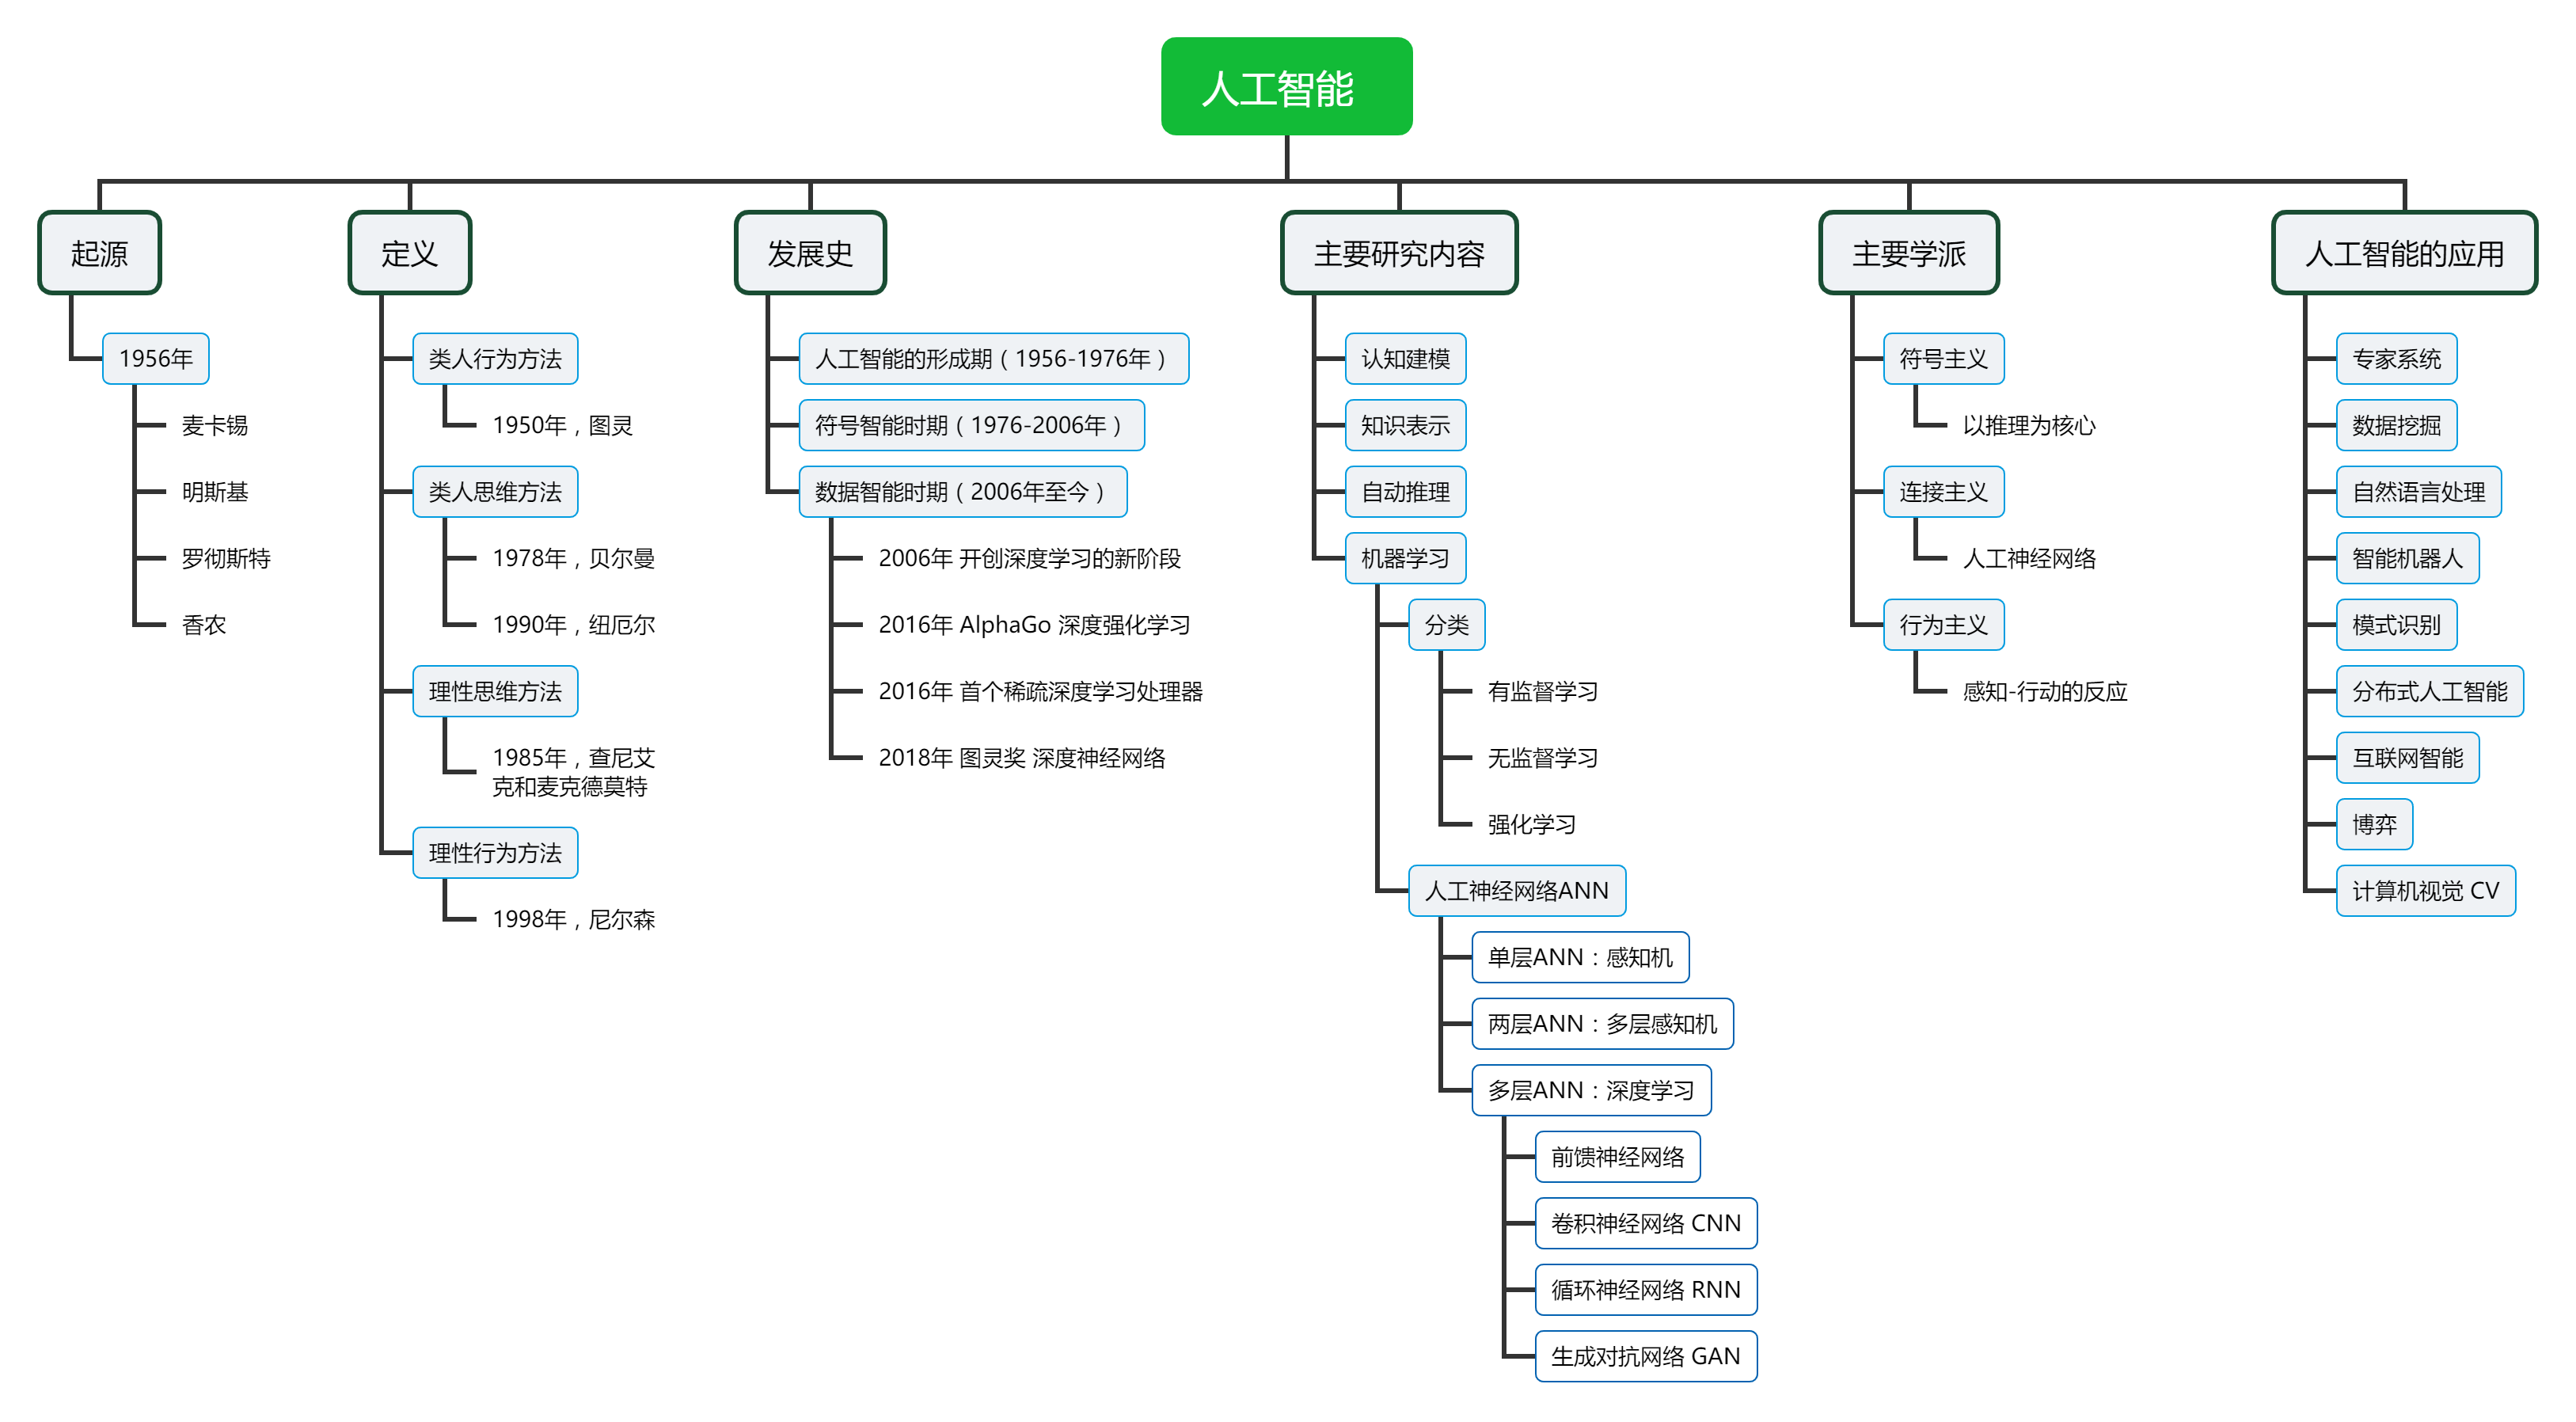 人工智能
起源
1956年
麦卡锡
明斯基
罗彻斯特
香农
定义
类人行为方法
1950年，图灵
类人思维方法
1978年，贝尔曼
1990年，纽厄尔
理性思维方法
1985年，查尼艾
克和麦克德莫特
理性行为方法
1998年，尼尔森
发展史
人工智能的形成期（1956-1976年）
符号智能时期（1976-2006年）
数据智能时期（2006年至今）
2006年 开创深度学习的新阶段
2016年 AlphaGo 深度强化学习
2016年 首个稀疏深度学习处理器
2018年 图灵奖 深度神经网络
主要研究内容
认知建模
知识表示
自动推理
机器学习
分类
有监督学习
无监督学习
强化学习
人工神经网络ANN
单层ANN：感知机
两层ANN：多层感知机
多层ANN：深度学习
前馈神经网络
卷积神经网络 CNN
循环神经网络 RNN
生成对抗网络 GAN
主要学派
符号主义
以推理为核心
连接主义
人工神经网络
行为主义
感知-行动的反应
人工智能的应用
专家系统
数据挖掘
自然语言处理
智能机器人
模式识别
分布式人工智能
互联网智能
博弈
计算机视觉 CV